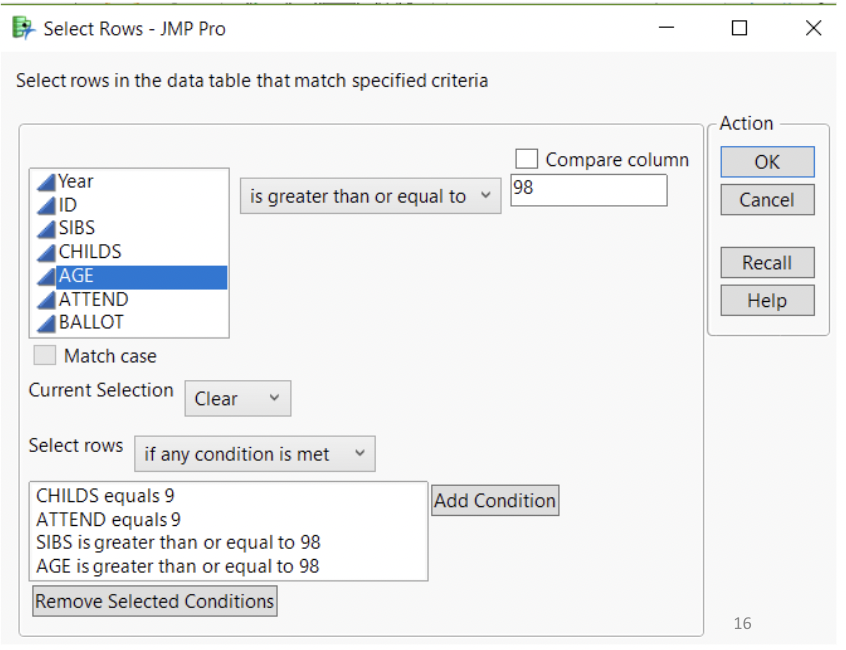 Select Rows - JMP Pro
Select rows in the data table that match specified criteria
Action
Compare column
Year
ID
SIBS
CHILDS
AGE
ATTEND
BALLOT
is greater than or equal to
98
OK
Cancel
Recall
Help
Match case
Current Selection Clear
Select rows if any condition is met
CHILDS equals 9
ATTEND equals 9
SIBS is greater than or equal to 98
AGE is greater than or equal to 98
Add Condition
Remove Selected Conditions
16